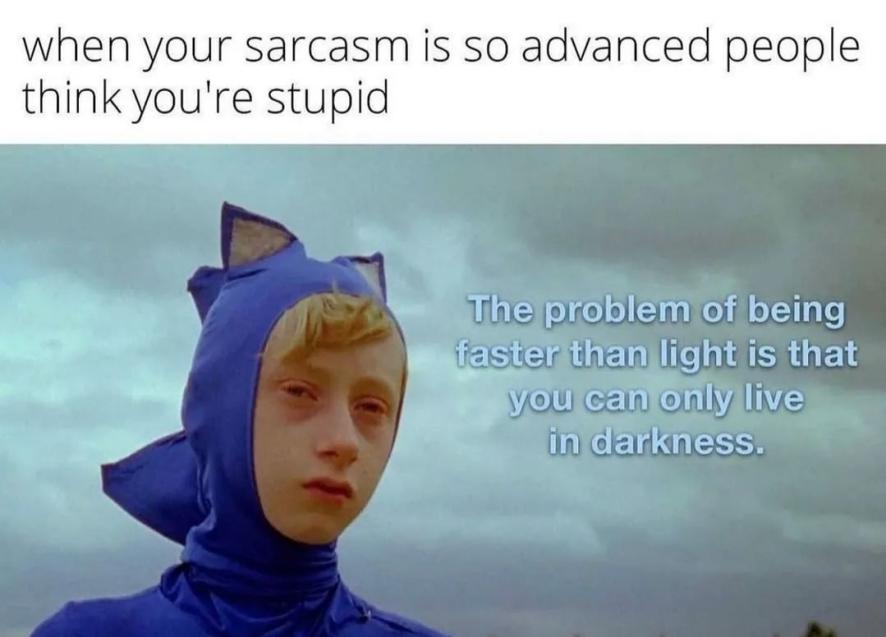 when your sarcasm is so advanced people
think you're stupid
The problem of being
faster than light is that
you can only live
in darkness.